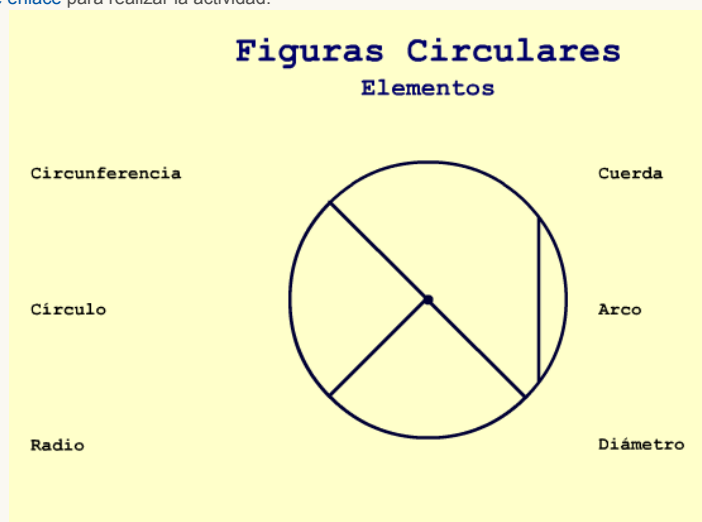 enlace para realizar la actividad.
Figuras Circulares
Elementos
Circunferencia
Cuerda
Círculo
Arco
Radio
Diámetro